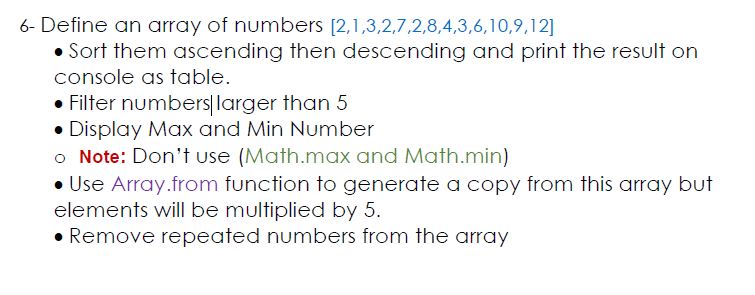 6- Define an array of numbers [2,1,3,2,7,2,8,4,3,6,10,9,12]
• Sort them ascending then descending and print the result on
console as table.
• Filter numbers larger than 5
• Display Max and Min Number
o Note: Don't use (Math.max and Math.min)
• Use Array.from function to generate a copy from this array but
elements will be multiplied by 5.
• Remove repeated numbers from the array